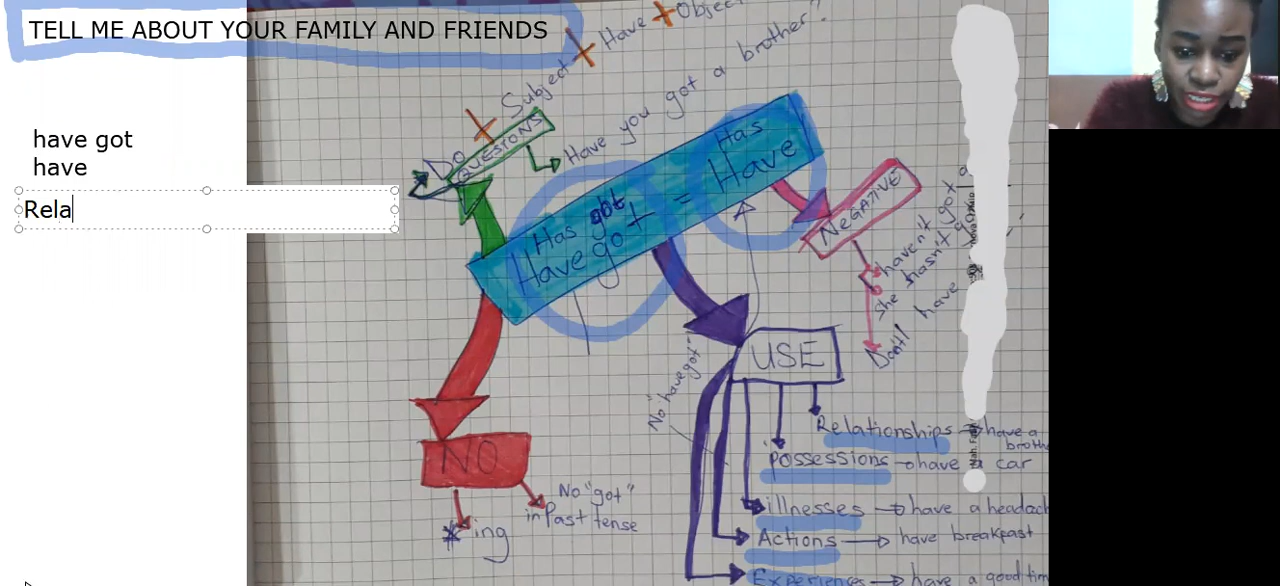 TELL ME ABOUT YOUR FAMILY AND FRIENDS
have got
have
Rela
Do + Subject + Have + Object
QUESTIONS
Have you got a brother?
Has got = Has
Have got Have
NEGATIVE
haven't got
she hasn't
Don't have
USE
"No "have got"
Relationships have a
broth
Possessions have a car
illnesses have a headach
Actions have breakfast
Experiences have a good tim
NO
ing
No "got"
in Past tense